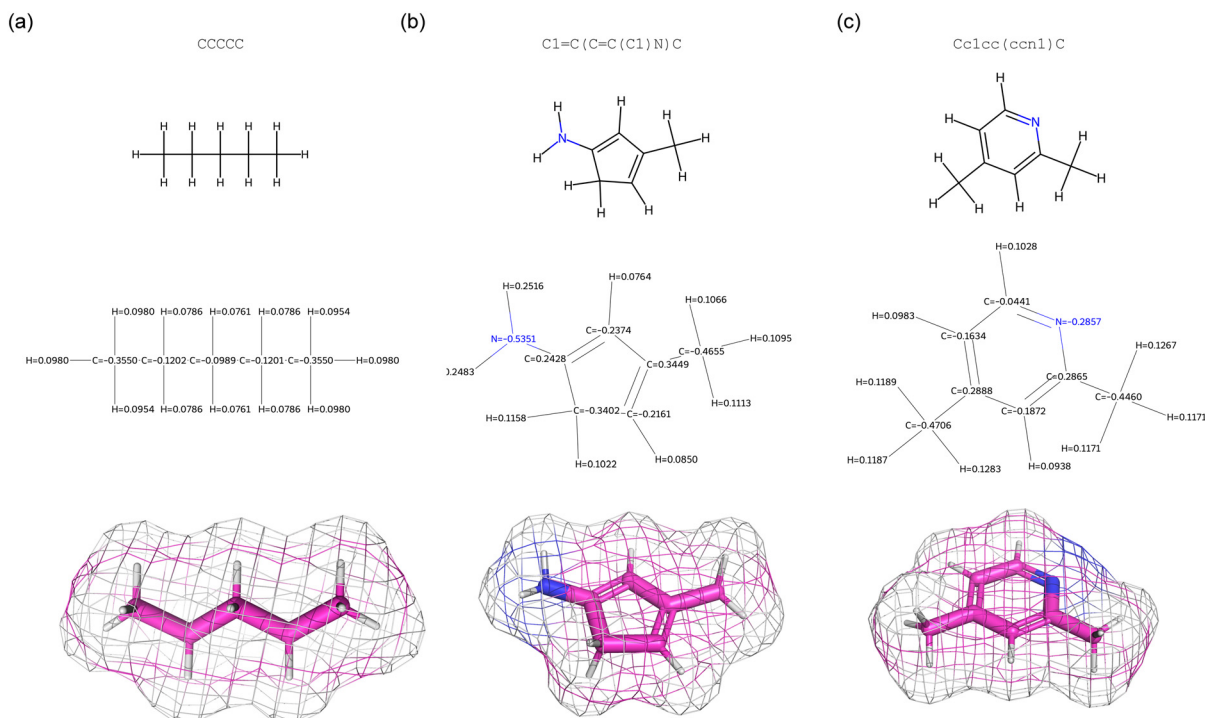 (a)
(b)
(c)
CCCCC
C1=C(C=C(C1)N)C
Cc1cc(ccn1)C
H H H H H
H H
H H H H H
H
H
N
H
H
H
H
H
H
H
H
H
N
H
H
H
H
H
H
H
H
H=0.0980 H=0.0786 H=0.0761 H=0.0786 H=0.0954
H=0.0980 C=-0.3550 C=-0.1202 C=-0.0989 C=-0.1201 C=-0.3550 H=0.0980
H=0.0954 H=0.0786 H=0.0761 H=0.0786 H=0.0980
H=0.0764
H=0.2516
H=0.1066
C=-0.2374
N=-0.5351
H=0.1095
C=-0.4655
C=0.2428
C=0.3449
0.2483
H=0.1113
H=0.1158
C=-0.3402
C=-0.2161
H=0.0850
H=0.1022
H=0.1028
C=-0.0441
H=0.0983
N=-0.2857
C=-0.1634
H=0.1267
C=0.2865
H=0.1189
C=0.2888
C=-0.4460
C=-0.1872
H=0.1171
C=-0.4706
H=0.1171
H=0.1187
H=0.0938
H=0.1283